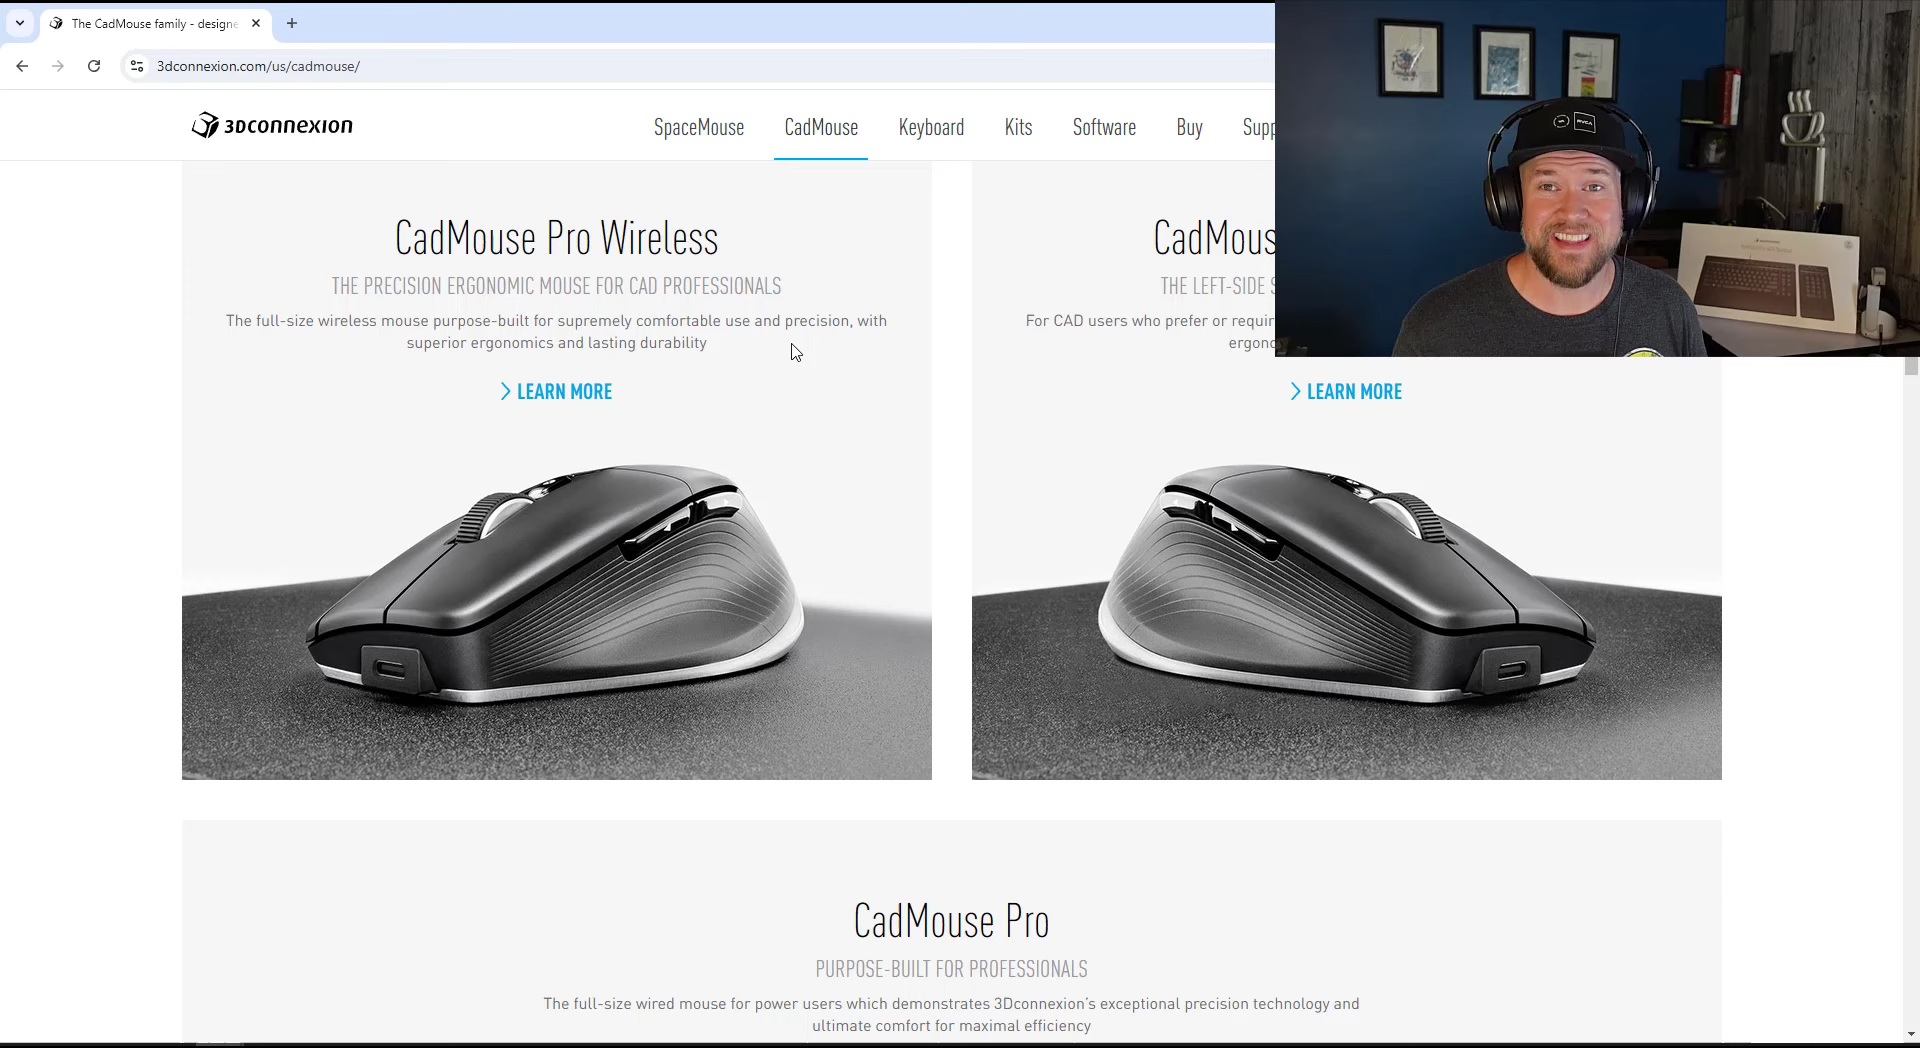 The CadMouse family - designe
3dconnexion.com/us/cadmouse/
3Dconnexion
SpaceMouse
CadMouse
Keyboard
Kits
Software
Buy
Supp
CadMouse Pro Wireless
THE PRECISION ERGONOMIC MOUSE FOR CAD PROFESSIONALS
The full-size wireless mouse purpose-built for supremely comfortable use and precision, with
superior ergonomics and lasting durability
LEARN MORE
CadMous
THE LEFT-SIDE S
For CAD users who prefer or requir
ergono
LEARN MORE
RVCA
CadMouse Pro
PURPOSE-BUILT FOR PROFESSIONALS
The full-size wired mouse for power users which demonstrates 3Dconnexion's exceptional precision technology and
ultimate comfort for maximal efficiency